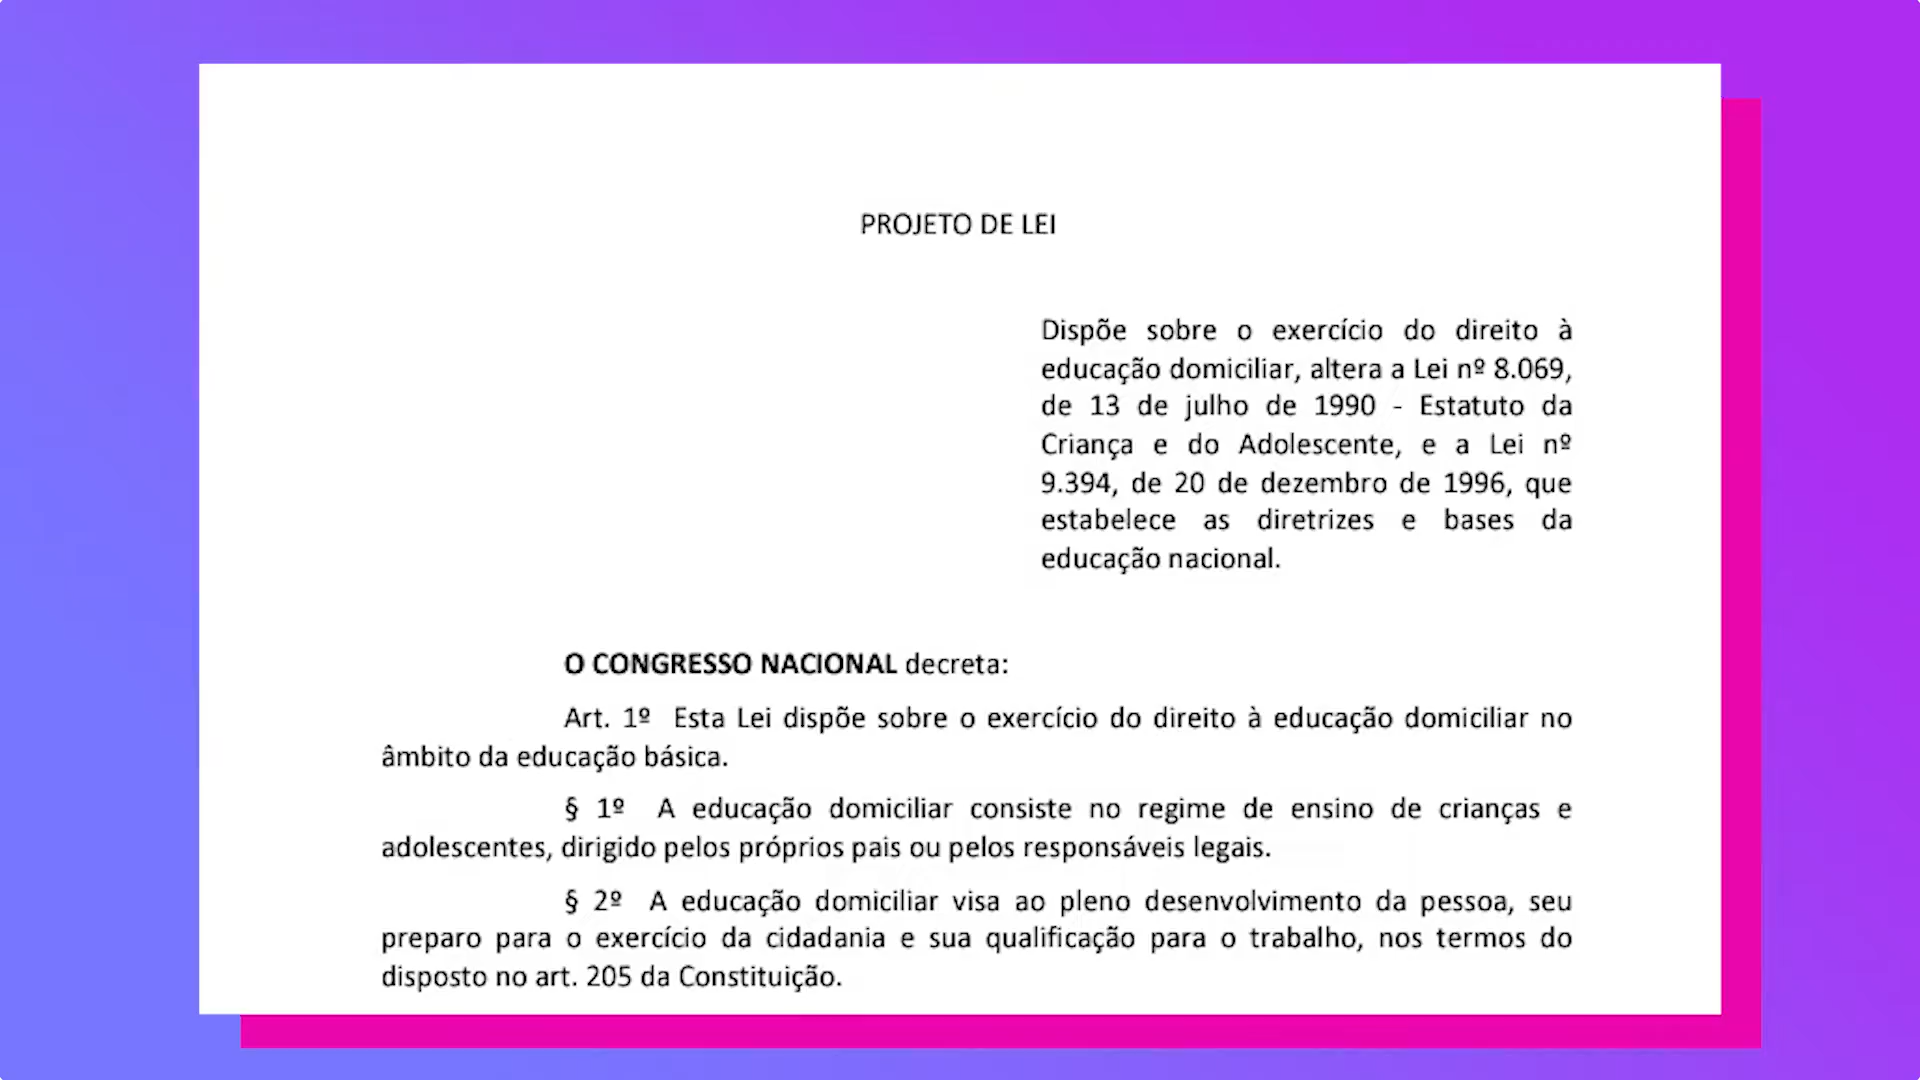 PROJETO DE LEI
Dispõe sobre o exercício do direito à
educação domiciliar, altera a Lei nº 8.069,
de 13 de julho de 1990 - Estatuto da
Criança e do Adolescente, e a Lei nº
9.394, de 20 de dezembro de 1996, que
estabelece as diretrizes e bases da
educação nacional.
O CONGRESSO NACIONAL decreta:
Art. 1º Esta Lei dispõe sobre o exercício do direito à educação domiciliar no
âmbito da educação básica.
§ 1º A educação domiciliar consiste no regime de ensino de crianças e
adolescentes, dirigido pelos próprios pais ou pelos responsáveis legais.
§ 2º A educação domiciliar visa ao pleno desenvolvimento da pessoa, seu
preparo para o exercício da cidadania e sua qualificação para o trabalho, nos termos do
disposto no art. 205 da Constituição.